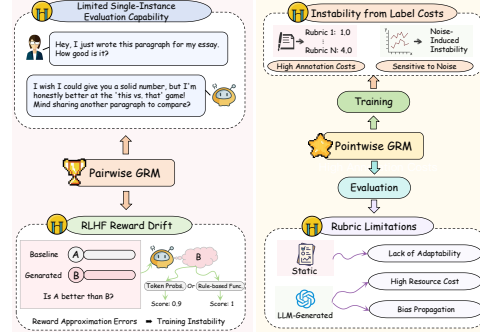 Limited Single-Instance
Evaluation Capability
Hey, I just wrote this paragraph for my essay.
How good is it?
I wish I could give you a solid number, but I'm
honestly better at the 'this vs. that' game!
Mind sharing another paragraph to compare?
Pairwise GRM
RLHF Reward Drift
Baseline
A
Genarated
B
Is A better than B?
B
Token Probs.
Or
Rule-based Func.
Score: 0.9
Score: 1
Reward Approximation Errors
Training Instability
Instability from Label Costs
Rubric 1: 1.0
:
Rubric N: 4.0
Noise-
Induced
Instability
High Annotation Costs
Sensitive to Noise
Training
Pointwise GRM
Evaluation
Rubric Limitations
Static
LLM-Generated
Lack of Adaptability
High Resource Cost
Bias Propagation